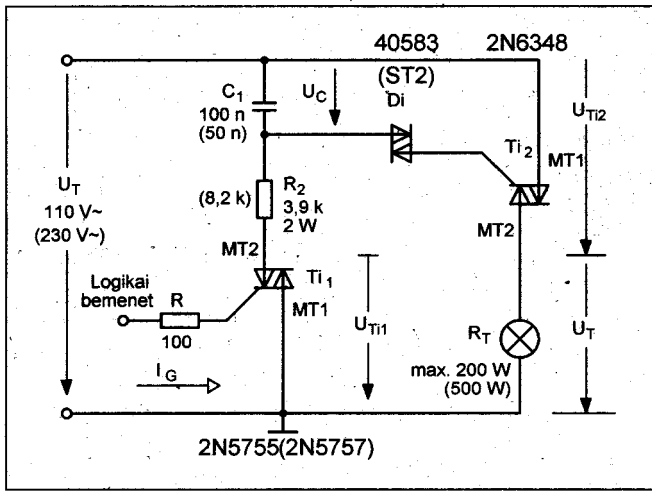 40583 2N6348
(ST2)
C1
100 n
(50 n)
UC
Di
UTi2
Ti2
MT1
UT
110 V~
(230 V~)
(8,2 k)
R2
3,9 k
2 W
MT2
MT2
Logikai
bemenet
R
100
Ti1
MT1
UTi1
RT
UT
max. 200 W
(500 W)
IG
2N5755(2N5757)